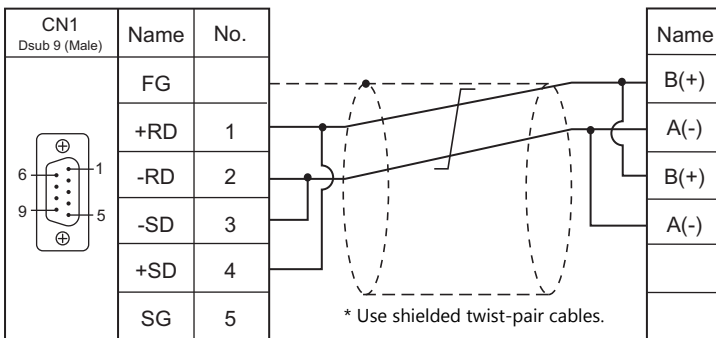 CN1
Dsub 9 (Male)
Name No.
FG
+RD 1
-RD 2
-SD 3
+SD 4
SG 5
6
1
9
5
Name
B(+)
A(-)
B(+)
A(-)
* Use shielded twist-pair cables.